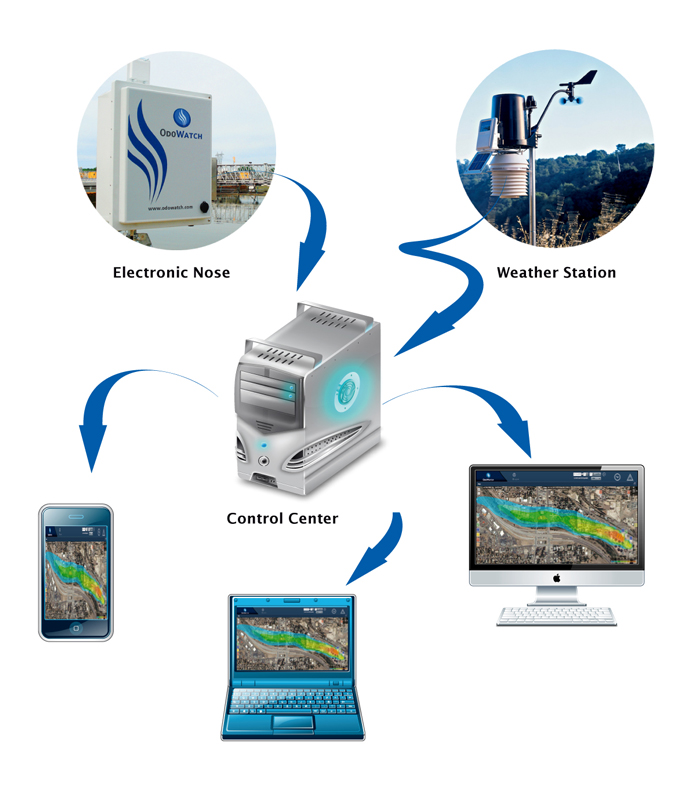 OdoWatch
www.odowatch.com
Electronic Nose
Weather Station
Control Center